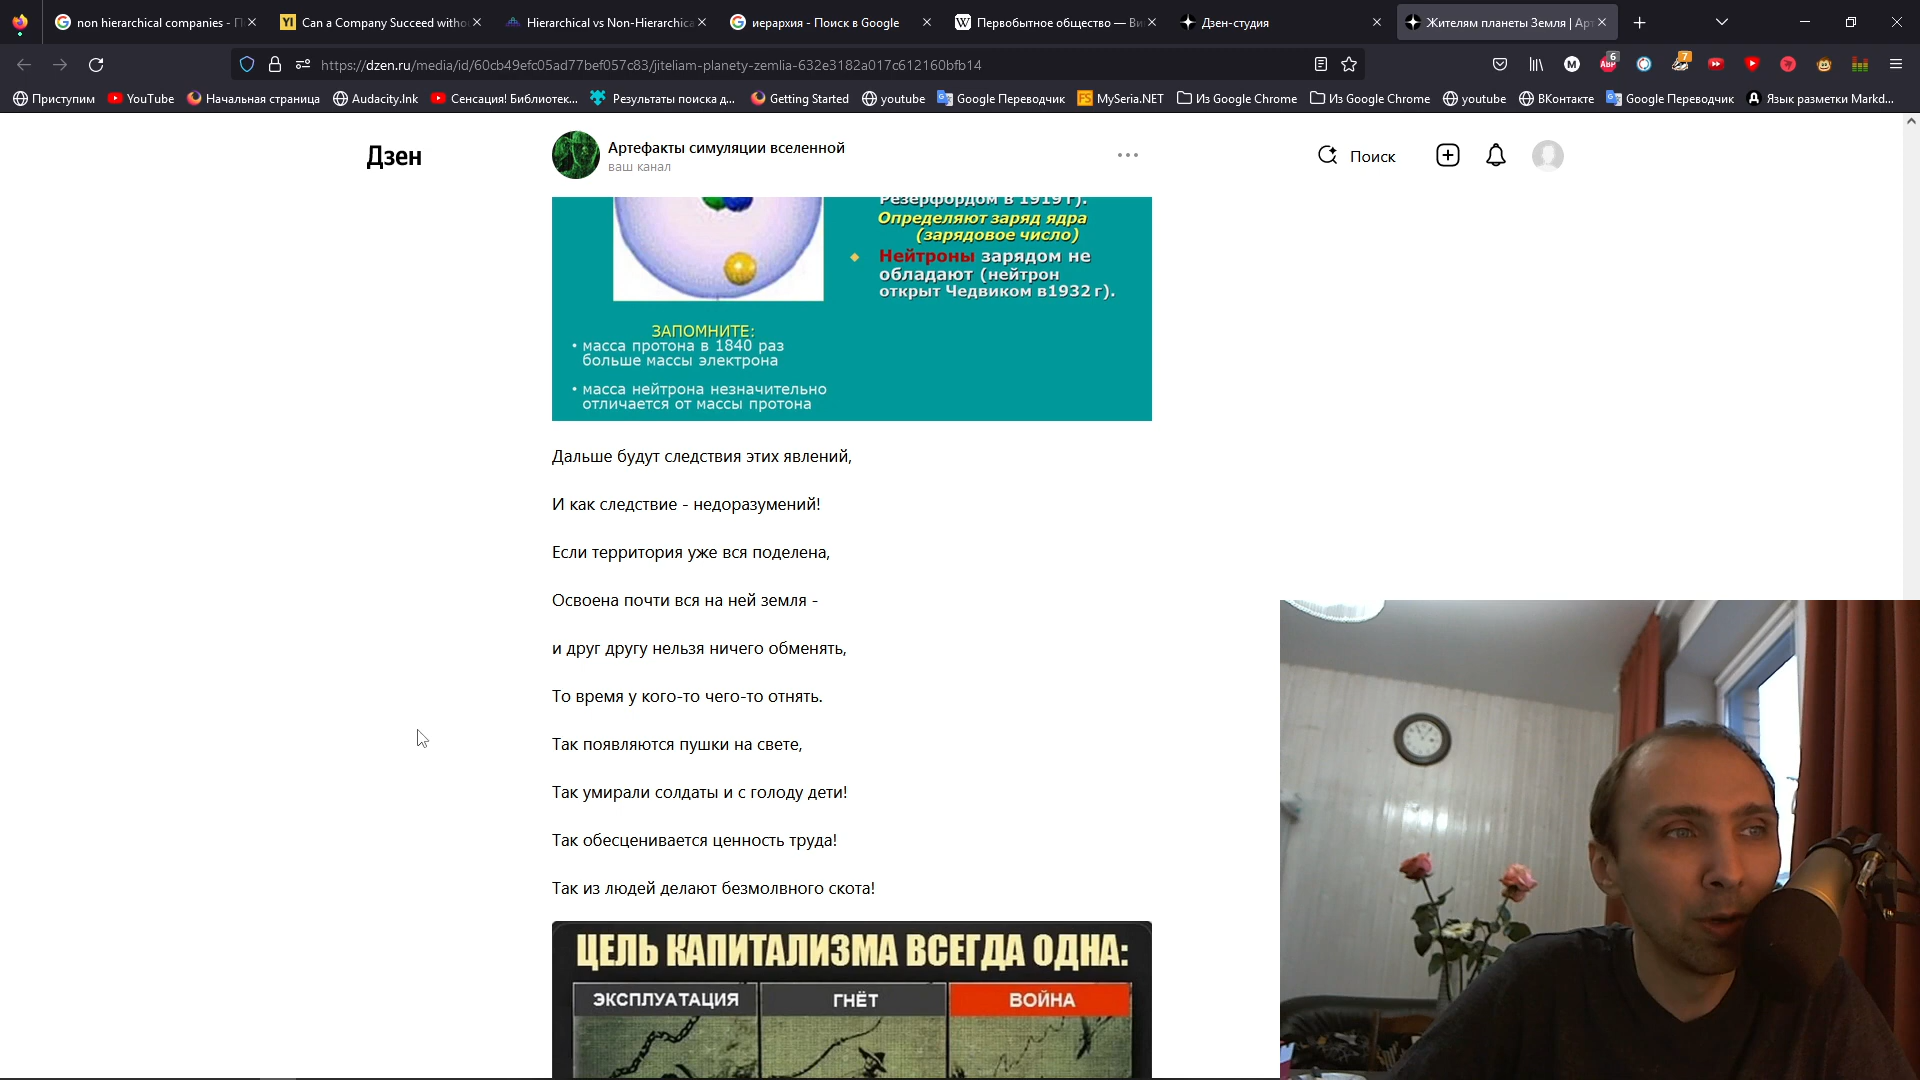 non hierarchical companies - П
Can a Company Succeed witho
Hierarchical vs Non-Hierarchica
иерархия - Поиск в Google
Первобытное общество — Ви
Дзен-студия
Жителям планеты Земля | Арт
https://dzen.ru/media/id/60cb49efc05ad77bef057c83/jiteliam-planety-zemlia-632e3182a017c612160bfb14
6
7
Приступим
YouTube
Начальная страница
Audacity.Ink
Сенсация! Библиотек...
Результаты поиска д...
Getting Started
youtube
Google Переводчик
MySeria.NET
Из Google Chrome
Из Google Chrome
youtube
ВКонтакте
Google Переводчик
Язык разметки Markd...
Дзен
Артефакты симуляции вселенной
ваш канал
Поиск
Резерфордом в 1919 г).
Определяют заряд ядра
(зарядовое число)
Нейтроны зарядом не
обладают (нейтрон
открыт Чедвиком в1932 г).
ЗАПОМНИТЕ:
• масса протона в 1840 раз
больше массы электрона
• масса нейтрона незначительно
отличается от массы протона
Дальше будут следствия этих явлений,
И как следствие - недоразумений!
Если территория уже вся поделена,
Освоена почти вся на ней земля -
и друг другу нельзя ничего обменять,
То время у кого-то чего-то отнять.
Так появляются пушки на свете,
Так умирали солдаты и с голоду дети!
Так обесценивается ценность труда!
Так из людей делают безмолвного скота!
ЦЕЛЬ КАПИТАЛИЗМА ВСЕГДА ОДНА:
ЭКСПЛУАТАЦИЯ
ГНЁТ
ВОЙНА